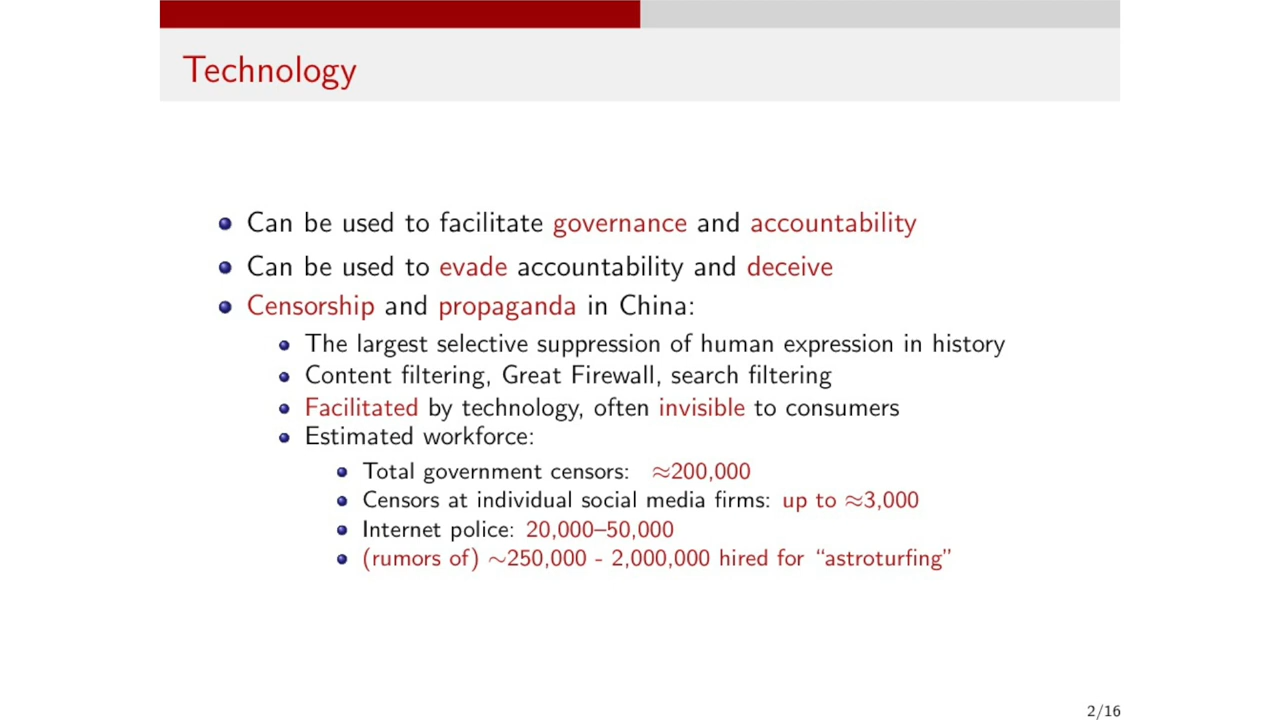 Technology
Can be used to facilitate governance and accountability
Can be used to evade accountability and deceive
Censorship and propaganda in China:
The largest selective suppression of human expression in history
Content filtering, Great Firewall, search filtering
Facilitated by technology, often invisible to consumers
Estimated workforce:
Total government censors: ≈200,000
Censors at individual social media firms: up to ≈3,000
Internet police: 20,000–50,000
(rumors of) ∼250,000 - 2,000,000 hired for “astroturfing”
2/16